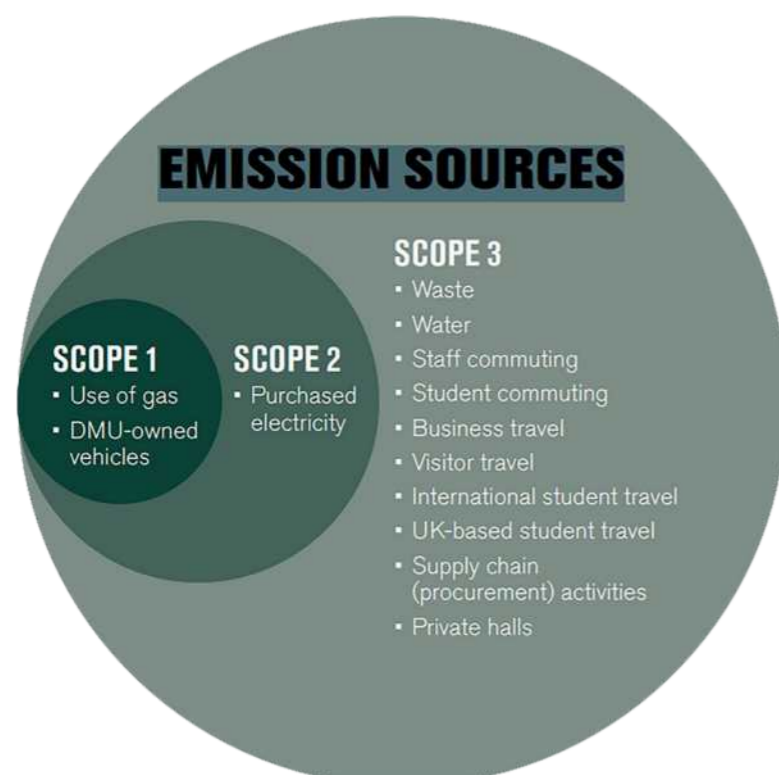 EMISSION SOURCES
SCOPE 1
▪ Use of gas
▪ DMU-owned
vehicles
SCOPE 2
▪ Purchased
electricity
SCOPE 3
▪ Waste
▪ Water
▪ Staff commuting
▪ Student commuting
▪ Business travel
▪ Visitor travel
▪ International student travel
▪ UK-based student travel
▪ Supply chain
(procurement) activities
▪ Private halls